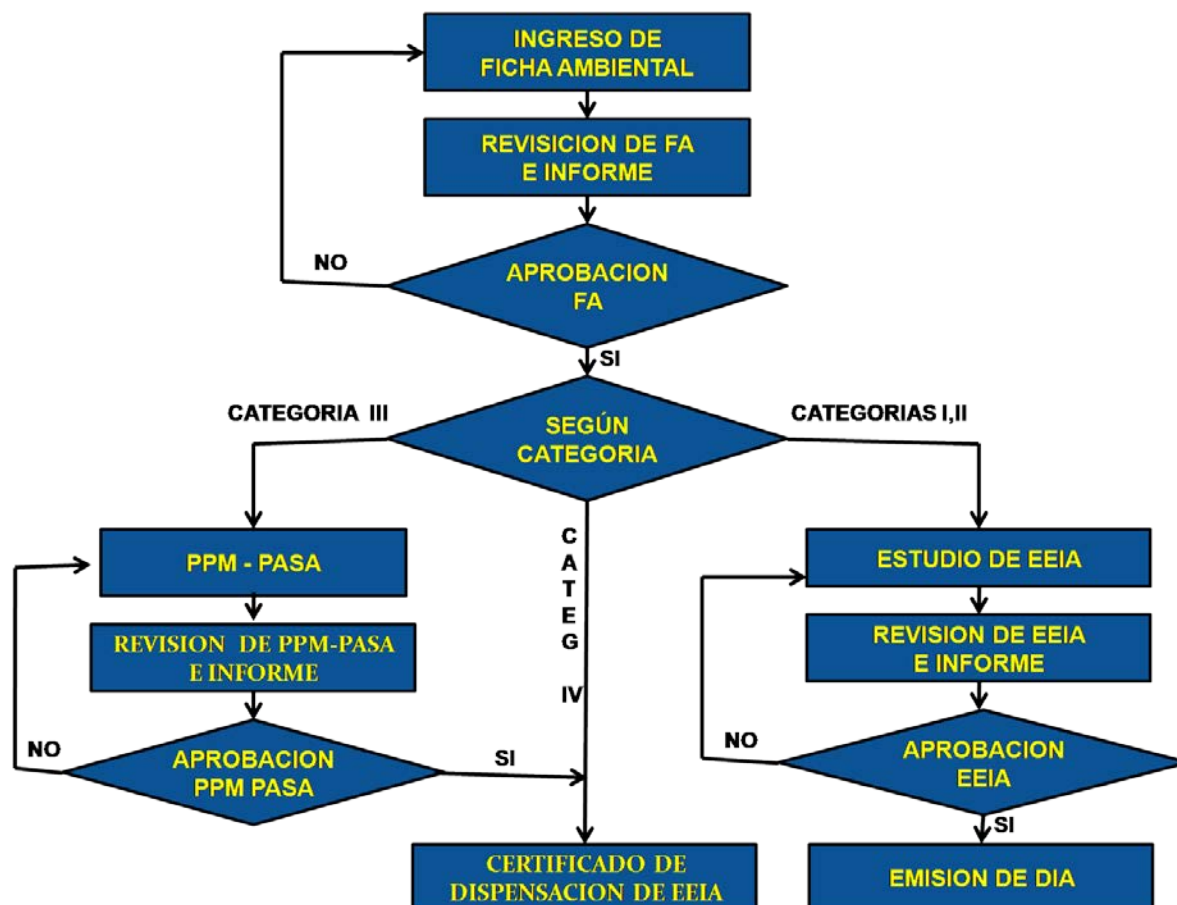 INGRESO DE
FICHA AMBIENTAL
REVISICION DE FA
E INFORME
APROBACION
FA
NO
SI
SEGÚN
CATEGORIA
CATEGORIA III
CATEGORIAS I,II
CATEG IV
PPM - PASA
REVISION DE PPM-PASA
E INFORME
APROBACION
PPM PASA
NO
SI
ESTUDIO DE EEIA
REVISION DE EEIA
E INFORME
APROBACION
EEIA
NO
SI
CERTIFICADO DE
DISPENSACION DE EEIA
EMISION DE DIA